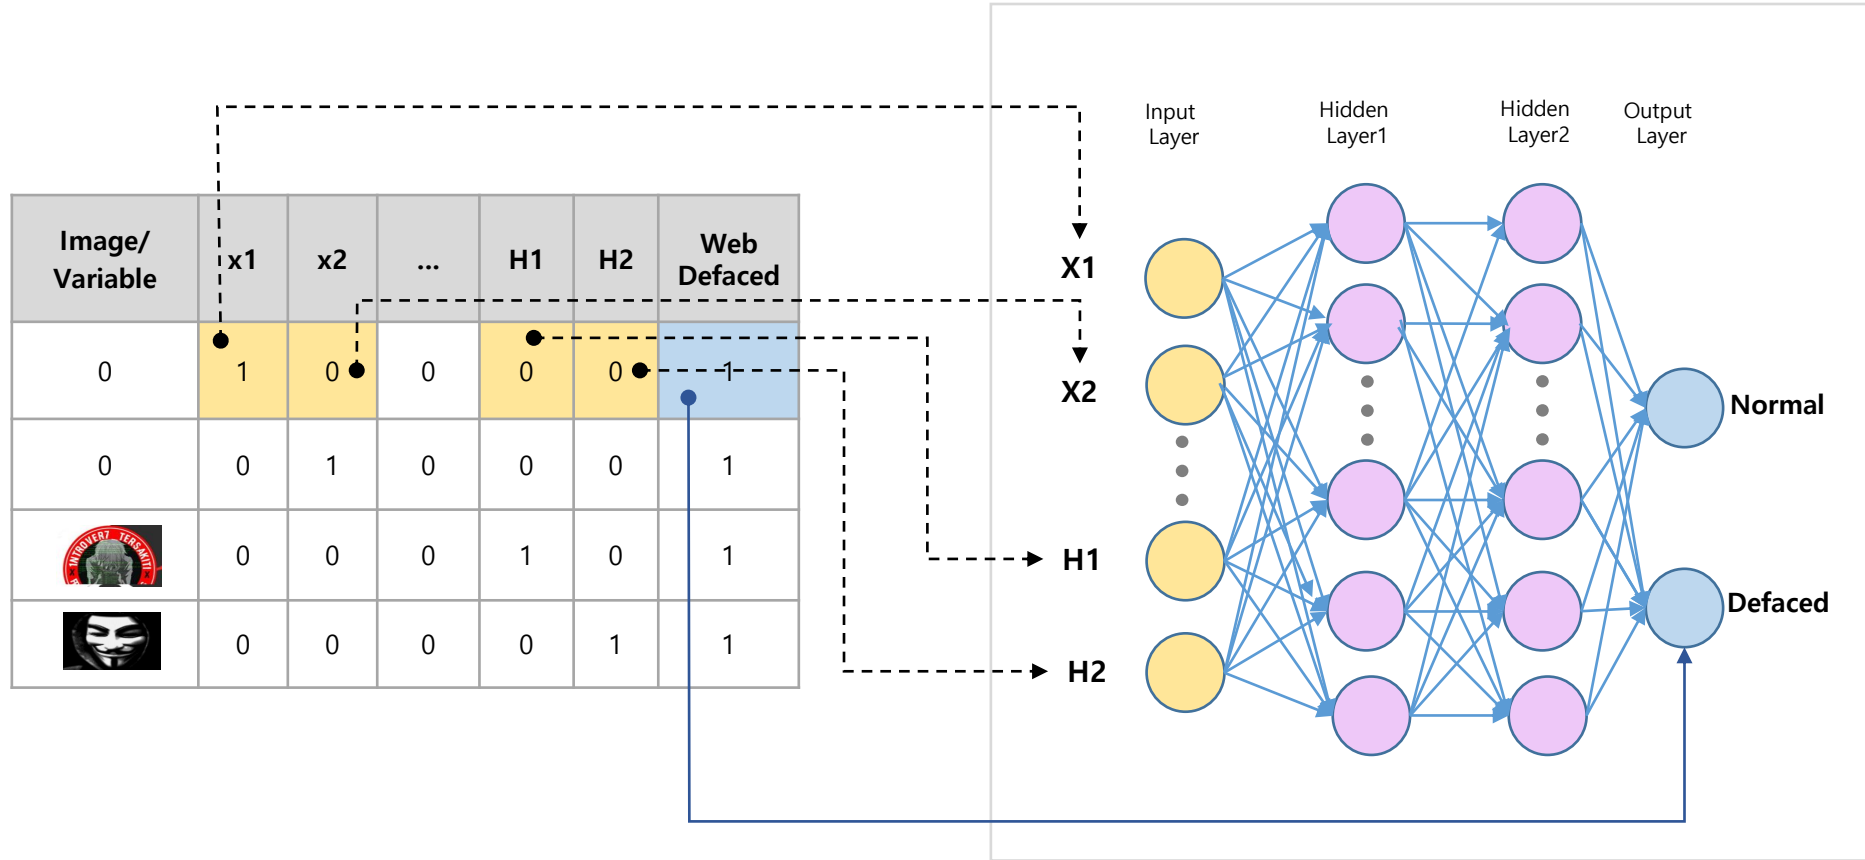 Input
Layer
Hidden
Layer1
Hidden
Layer2
Output
Layer
Image/
Variable
x1
x2
...
H1
H2
Web
Defaced
0
1
0
0
0
0
1
0
0
1
0
0
0
1
INTROVER7 TERSAKITI
0
0
0
1
0
1
0
0
0
0
1
1
X1
X2
H1
H2
Normal
Defaced